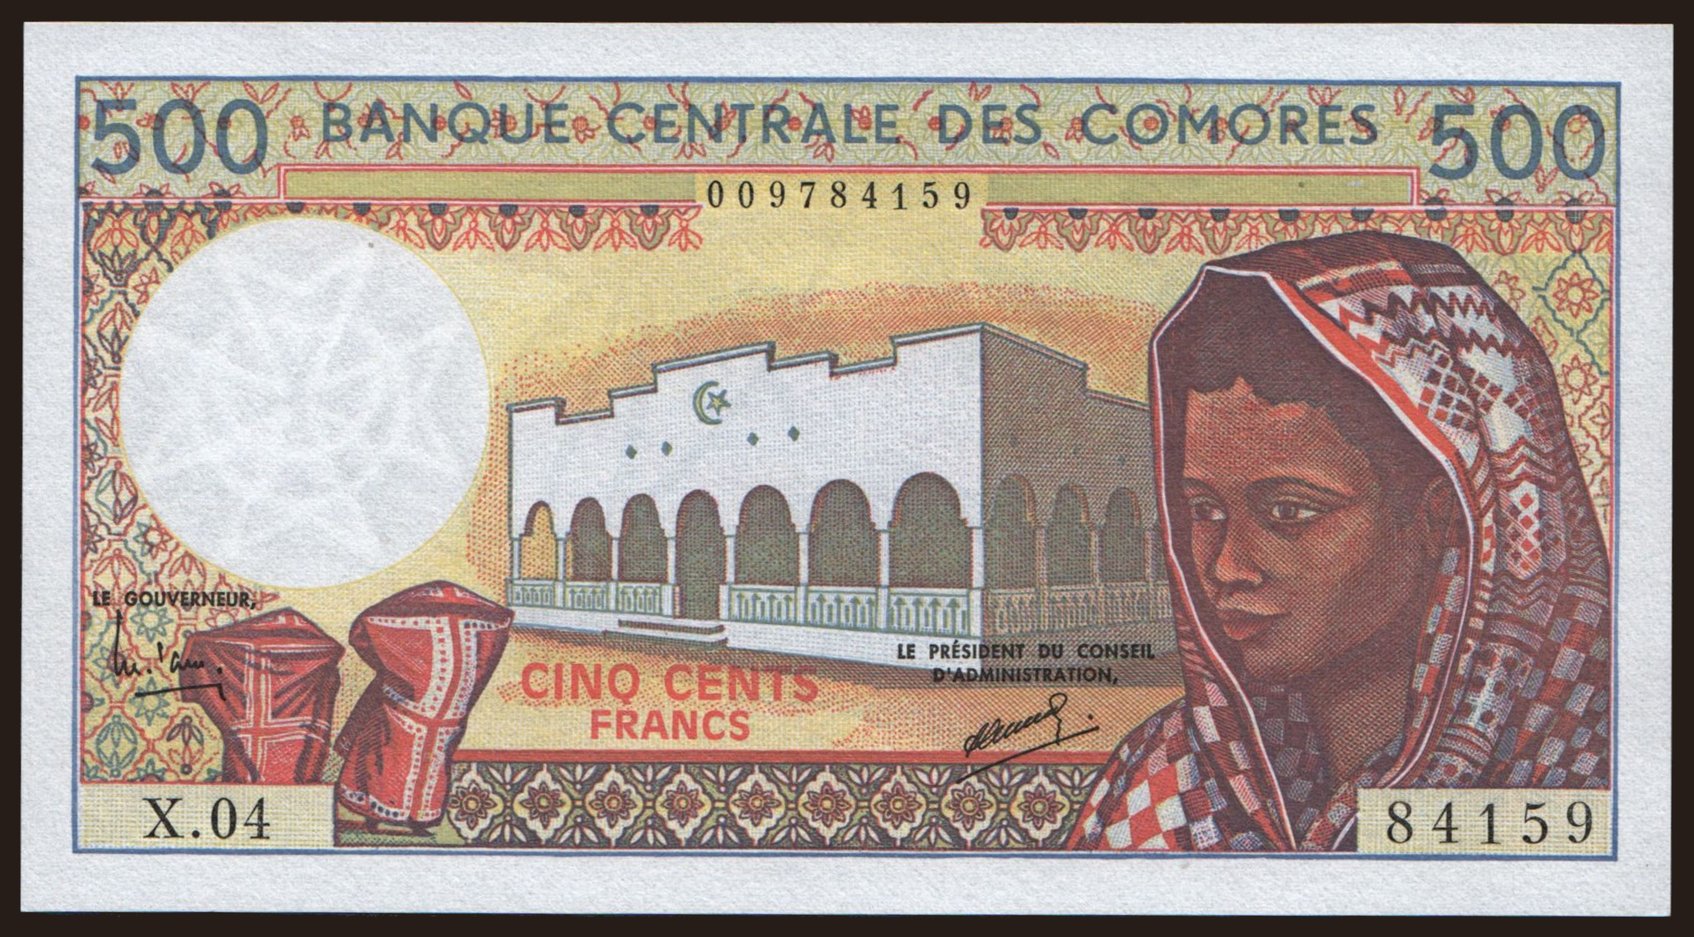 500 BANQUE CENTRALE DES COMORES 500
009784159
LE GOUVERNEUR,
LE PRÉSIDENT DU CONSEIL
D'ADMINISTRATION,
CINQ CENTS
FRANCS
X.04
84159